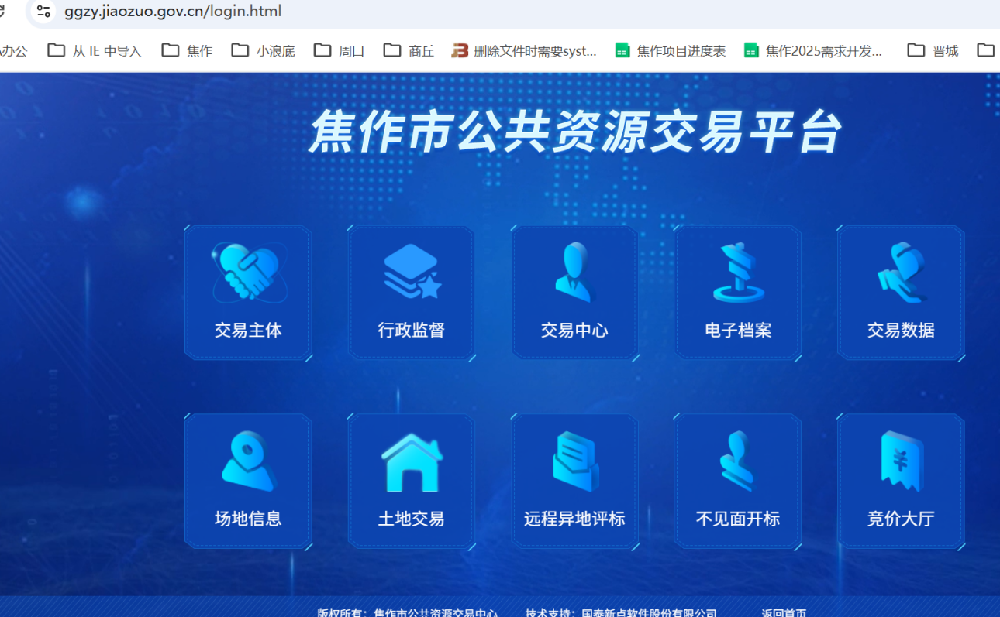 ggzy.jiaozuo.gov.cn/login.html
办公 从 IE 中导入 焦作 小浪底 周口 商丘 删除文件时需要syst... 焦作项目进度表 焦作2025需求开发... 晋城
焦作市公共资源交易平台
交易主体 行政监督 交易中心 电子档案 交易数据
场地信息 土地交易 远程异地评标 不见面开标 竞价大厅
版权所有：焦作市公共资源交易中心 技术支持：国泰新点软件股份有限公司 返回首页